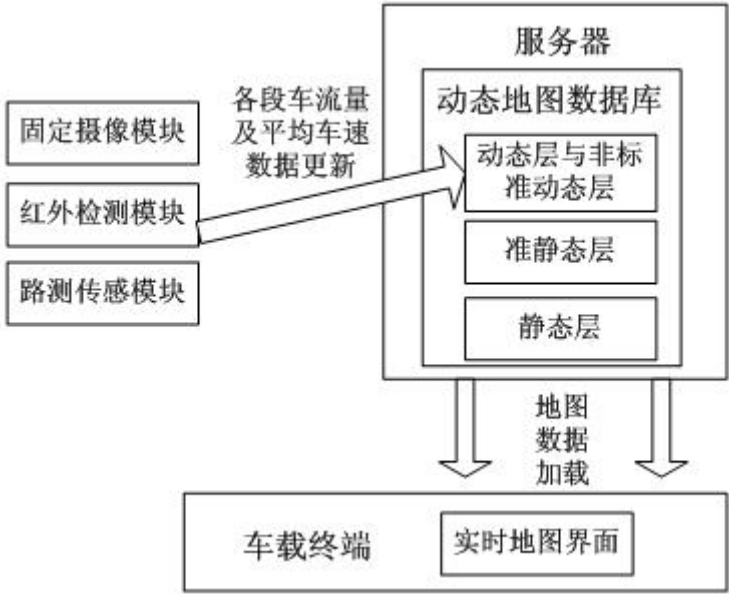 服务器
动态地图数据库
各段车流量
及平均车速
数据更新
固定摄像模块
红外检测模块
路测传感模块
动态层与非标
准动态层
准静态层
静态层
地图
数据
加载
车载终端
实时地图界面